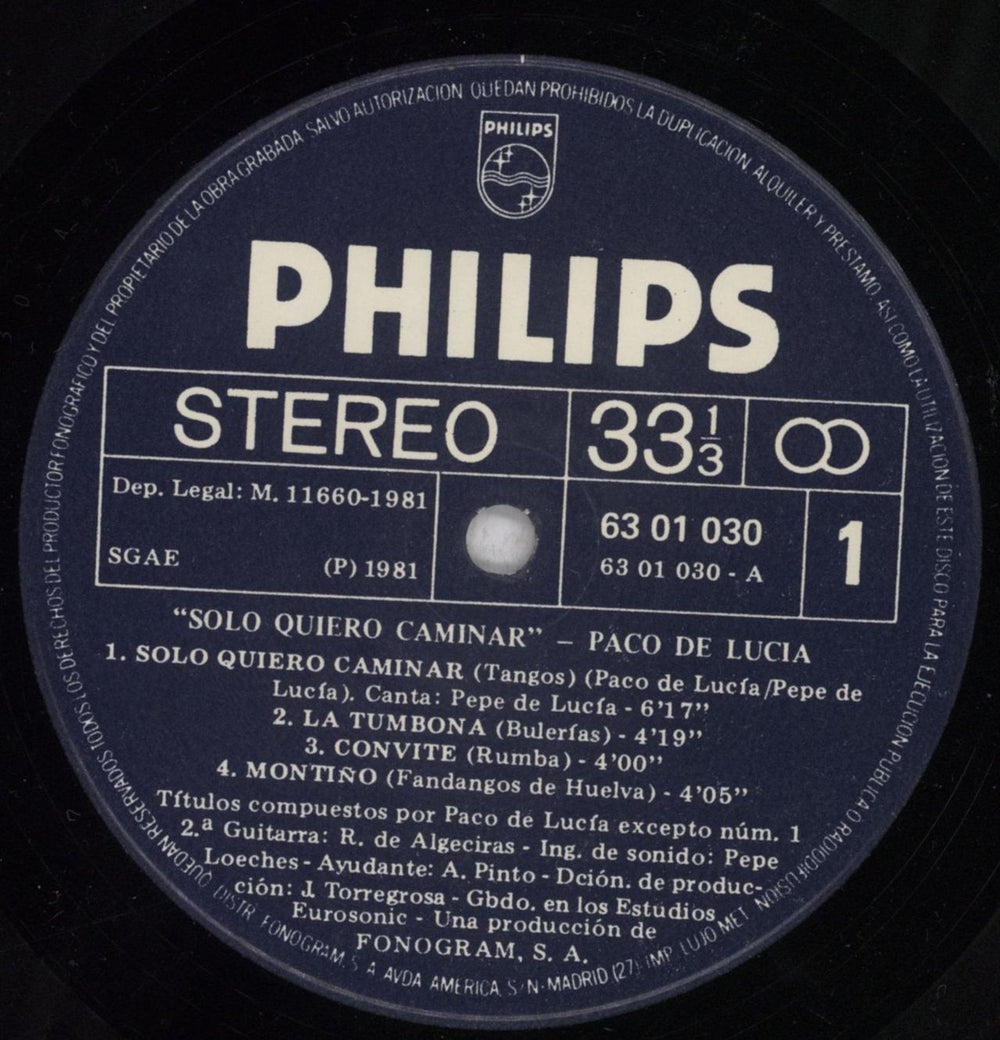 PHILIPS
PHILIPS
STEREO
33 1/3
Dep. Legal: M. 11660-1981
SGAE
(P) 1981
63 01 030
63 01 030 - A
1
"SOLO QUIERO CAMINAR" – PACO DE LUCIA
1. SOLO QUIERO CAMINAR (Tangos) (Paco de Lucía/Pepe de
Lucía). Canta: Pepe de Lucía - 6'17"
2. LA TUMBONA (Bulerías) - 4'19"
3. CONVITE (Rumba) - 4'00"
4. MONTIÑO (Fandangos de Huelva) - 4'05"
Títulos compuestos por Paco de Lucía excepto núm. 1
2.ª Guitarra: R. de Algeciras - Ing. de sonido: Pepe
Loeches - Ayudante: A. Pinto - Dción. de produc-
ción: J. Torregrosa - Gbdo. en los Estudios
Eurosonic - Una producción de
FONOGRAM, S. A.
QUEDAN RESERVADOS TODOS LOS DERECHOS DEL PRODUCTOR FONOGRAFICO Y DEL PROPIETARIO DE LA OBRA GRABADA. SALVO AUTORIZACION QUEDAN PROHIBIDOS LA DUPLICACION ALQUILER Y PRESTAMO, ASI COMO LA UTILIZACION DE ESTE DISCO PARA LA EJECUCION PUBLICA O RADIODIFUSION
DISTR. FONOGRAM, S. A. AVDA AMERICA, S/N - MADRID (27) IMP. LUJO MET.